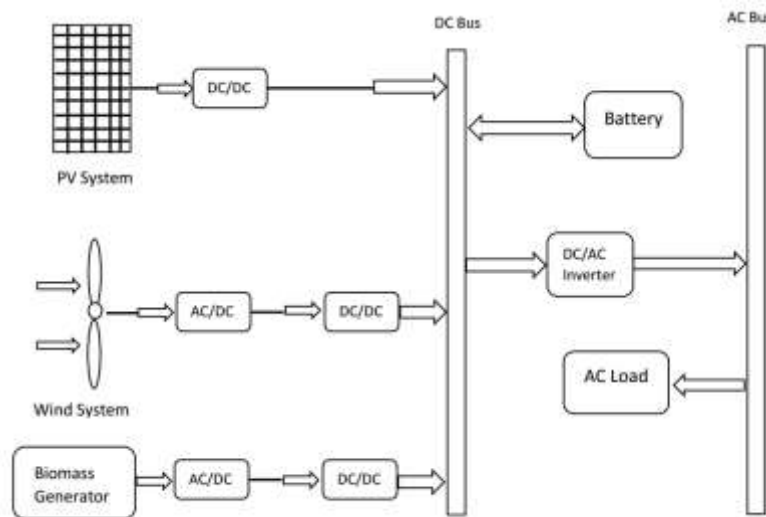 DC Bus
AC Bu
DC/DC
Battery
PV System
DC/AC
Inverter
AC/DC
DC/DC
AC Load
Wind System
Biomass
Generator
AC/DC
DC/DC